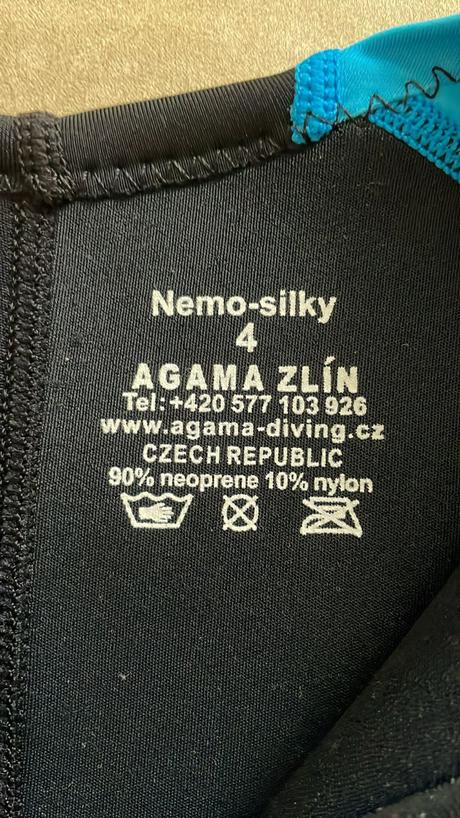 Nemo-silky
4
AGAMA ZLÍN
Tel:+420 577 103 926
www.agama-diving.cz
CZECH REPUBLIC
90% neoprene 10% nylon